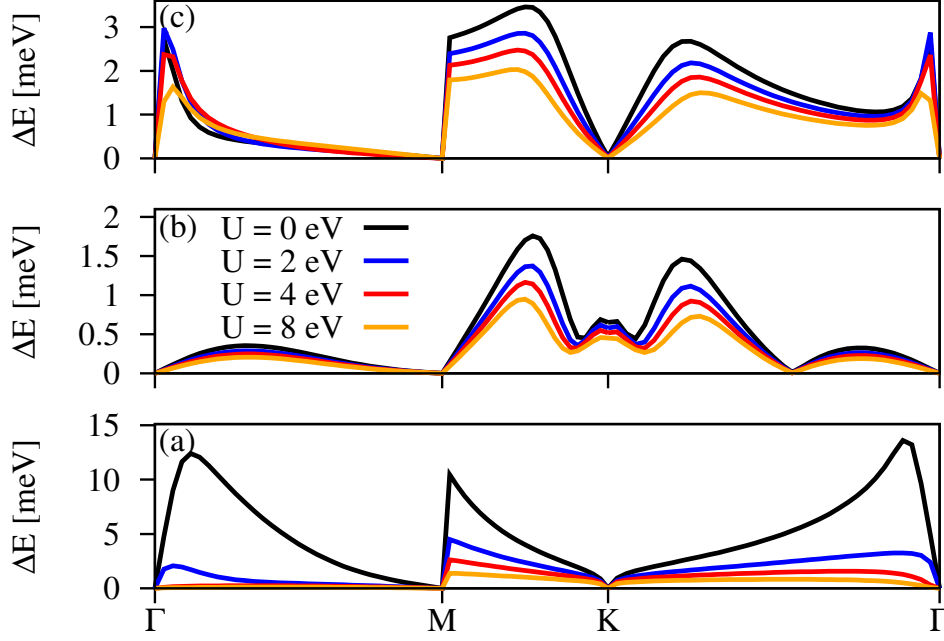 (c)
ΔE [meV]
3
2
1
0
(b)
ΔE [meV]
2
1.5
1
0.5
0
U = 0 eV
U = 2 eV
U = 4 eV
U = 8 eV
(a)
ΔE [meV]
15
10
5
0
Γ M K Γ